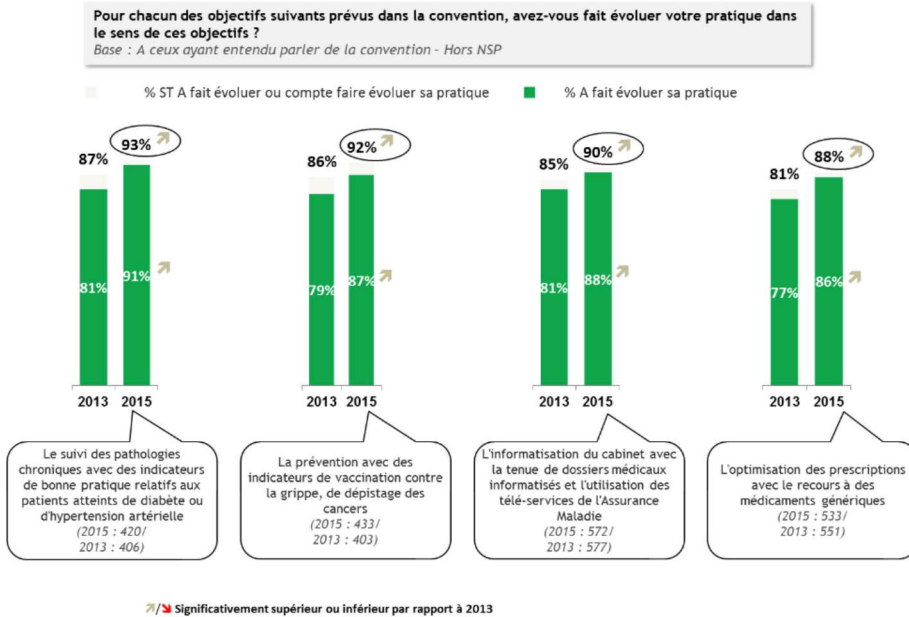 Pour chacun des objectifs suivants prévus dans la convention, avez-vous fait évoluer votre pratique dans
le sens de ces objectifs ?
Base : A ceux ayant entendu parler de la convention - Hors NSP
% ST A fait évoluer ou compte faire évoluer sa pratique
% A fait évoluer sa pratique
87%
93%
81%
91%
2013
2015
86%
92%
79%
87%
2013
2015
85%
90%
81%
88%
2013
2015
81%
88%
77%
86%
2013
2015
Le suivi des pathologies
chroniques avec des indicateurs
de bonne pratique relatifs aux
patients atteints de diabète ou
d'hypertension artérielle
(2015 : 420/
2013 : 406)
La prévention avec des
indicateurs de vaccination contre
la grippe, de dépistage des
cancers
(2015 : 433/
2013 : 403)
L'informatisation du cabinet avec
la tenue de dossiers médicaux
informatisés et l'utilisation des
télé-services de l'Assurance
Maladie
(2015 : 572/
2013 : 577)
L'optimisation des prescriptions
avec le recours à des
médicaments génériques
(2015 : 533/
2013 : 551)
/ Significativement supérieur ou inférieur par rapport à 2013